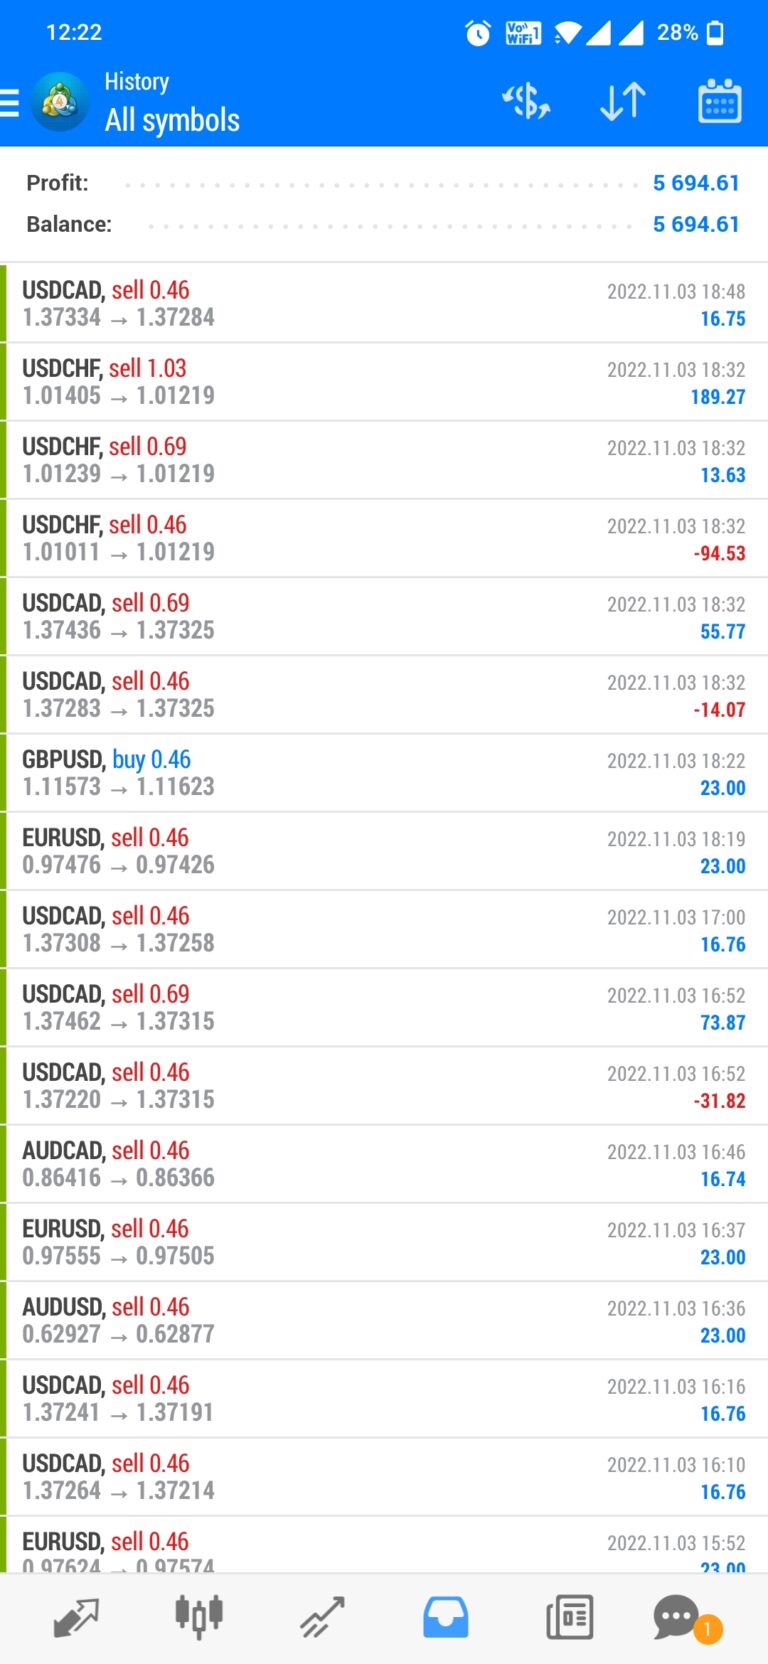 12:22
Vo))
WiFi 1
28%
History
All symbols
Profit: 5 694.61
Balance: 5 694.61
USDCAD, sell 0.46 2022.11.03 18:48
1.37334 → 1.37284 16.75
USDCHF, sell 1.03 2022.11.03 18:32
1.01405 → 1.01219 189.27
USDCHF, sell 0.69 2022.11.03 18:32
1.01239 → 1.01219 13.63
USDCHF, sell 0.46 2022.11.03 18:32
1.01011 → 1.01219 -94.53
USDCAD, sell 0.69 2022.11.03 18:32
1.37436 → 1.37325 55.77
USDCAD, sell 0.46 2022.11.03 18:32
1.37283 → 1.37325 -14.07
GBPUSD, buy 0.46 2022.11.03 18:22
1.11573 → 1.11623 23.00
EURUSD, sell 0.46 2022.11.03 18:19
0.97476 → 0.97426 23.00
USDCAD, sell 0.46 2022.11.03 17:00
1.37308 → 1.37258 16.76
USDCAD, sell 0.69 2022.11.03 16:52
1.37462 → 1.37315 73.87
USDCAD, sell 0.46 2022.11.03 16:52
1.37220 → 1.37315 -31.82
AUDCAD, sell 0.46 2022.11.03 16:46
0.86416 → 0.86366 16.74
EURUSD, sell 0.46 2022.11.03 16:37
0.97555 → 0.97505 23.00
AUDUSD, sell 0.46 2022.11.03 16:36
0.62927 → 0.62877 23.00
USDCAD, sell 0.46 2022.11.03 16:16
1.37241 → 1.37191 16.76
USDCAD, sell 0.46 2022.11.03 16:10
1.37264 → 1.37214 16.76
EURUSD, sell 0.46 2022.11.03 15:52
0.97624 → 0.97574 23.00
1